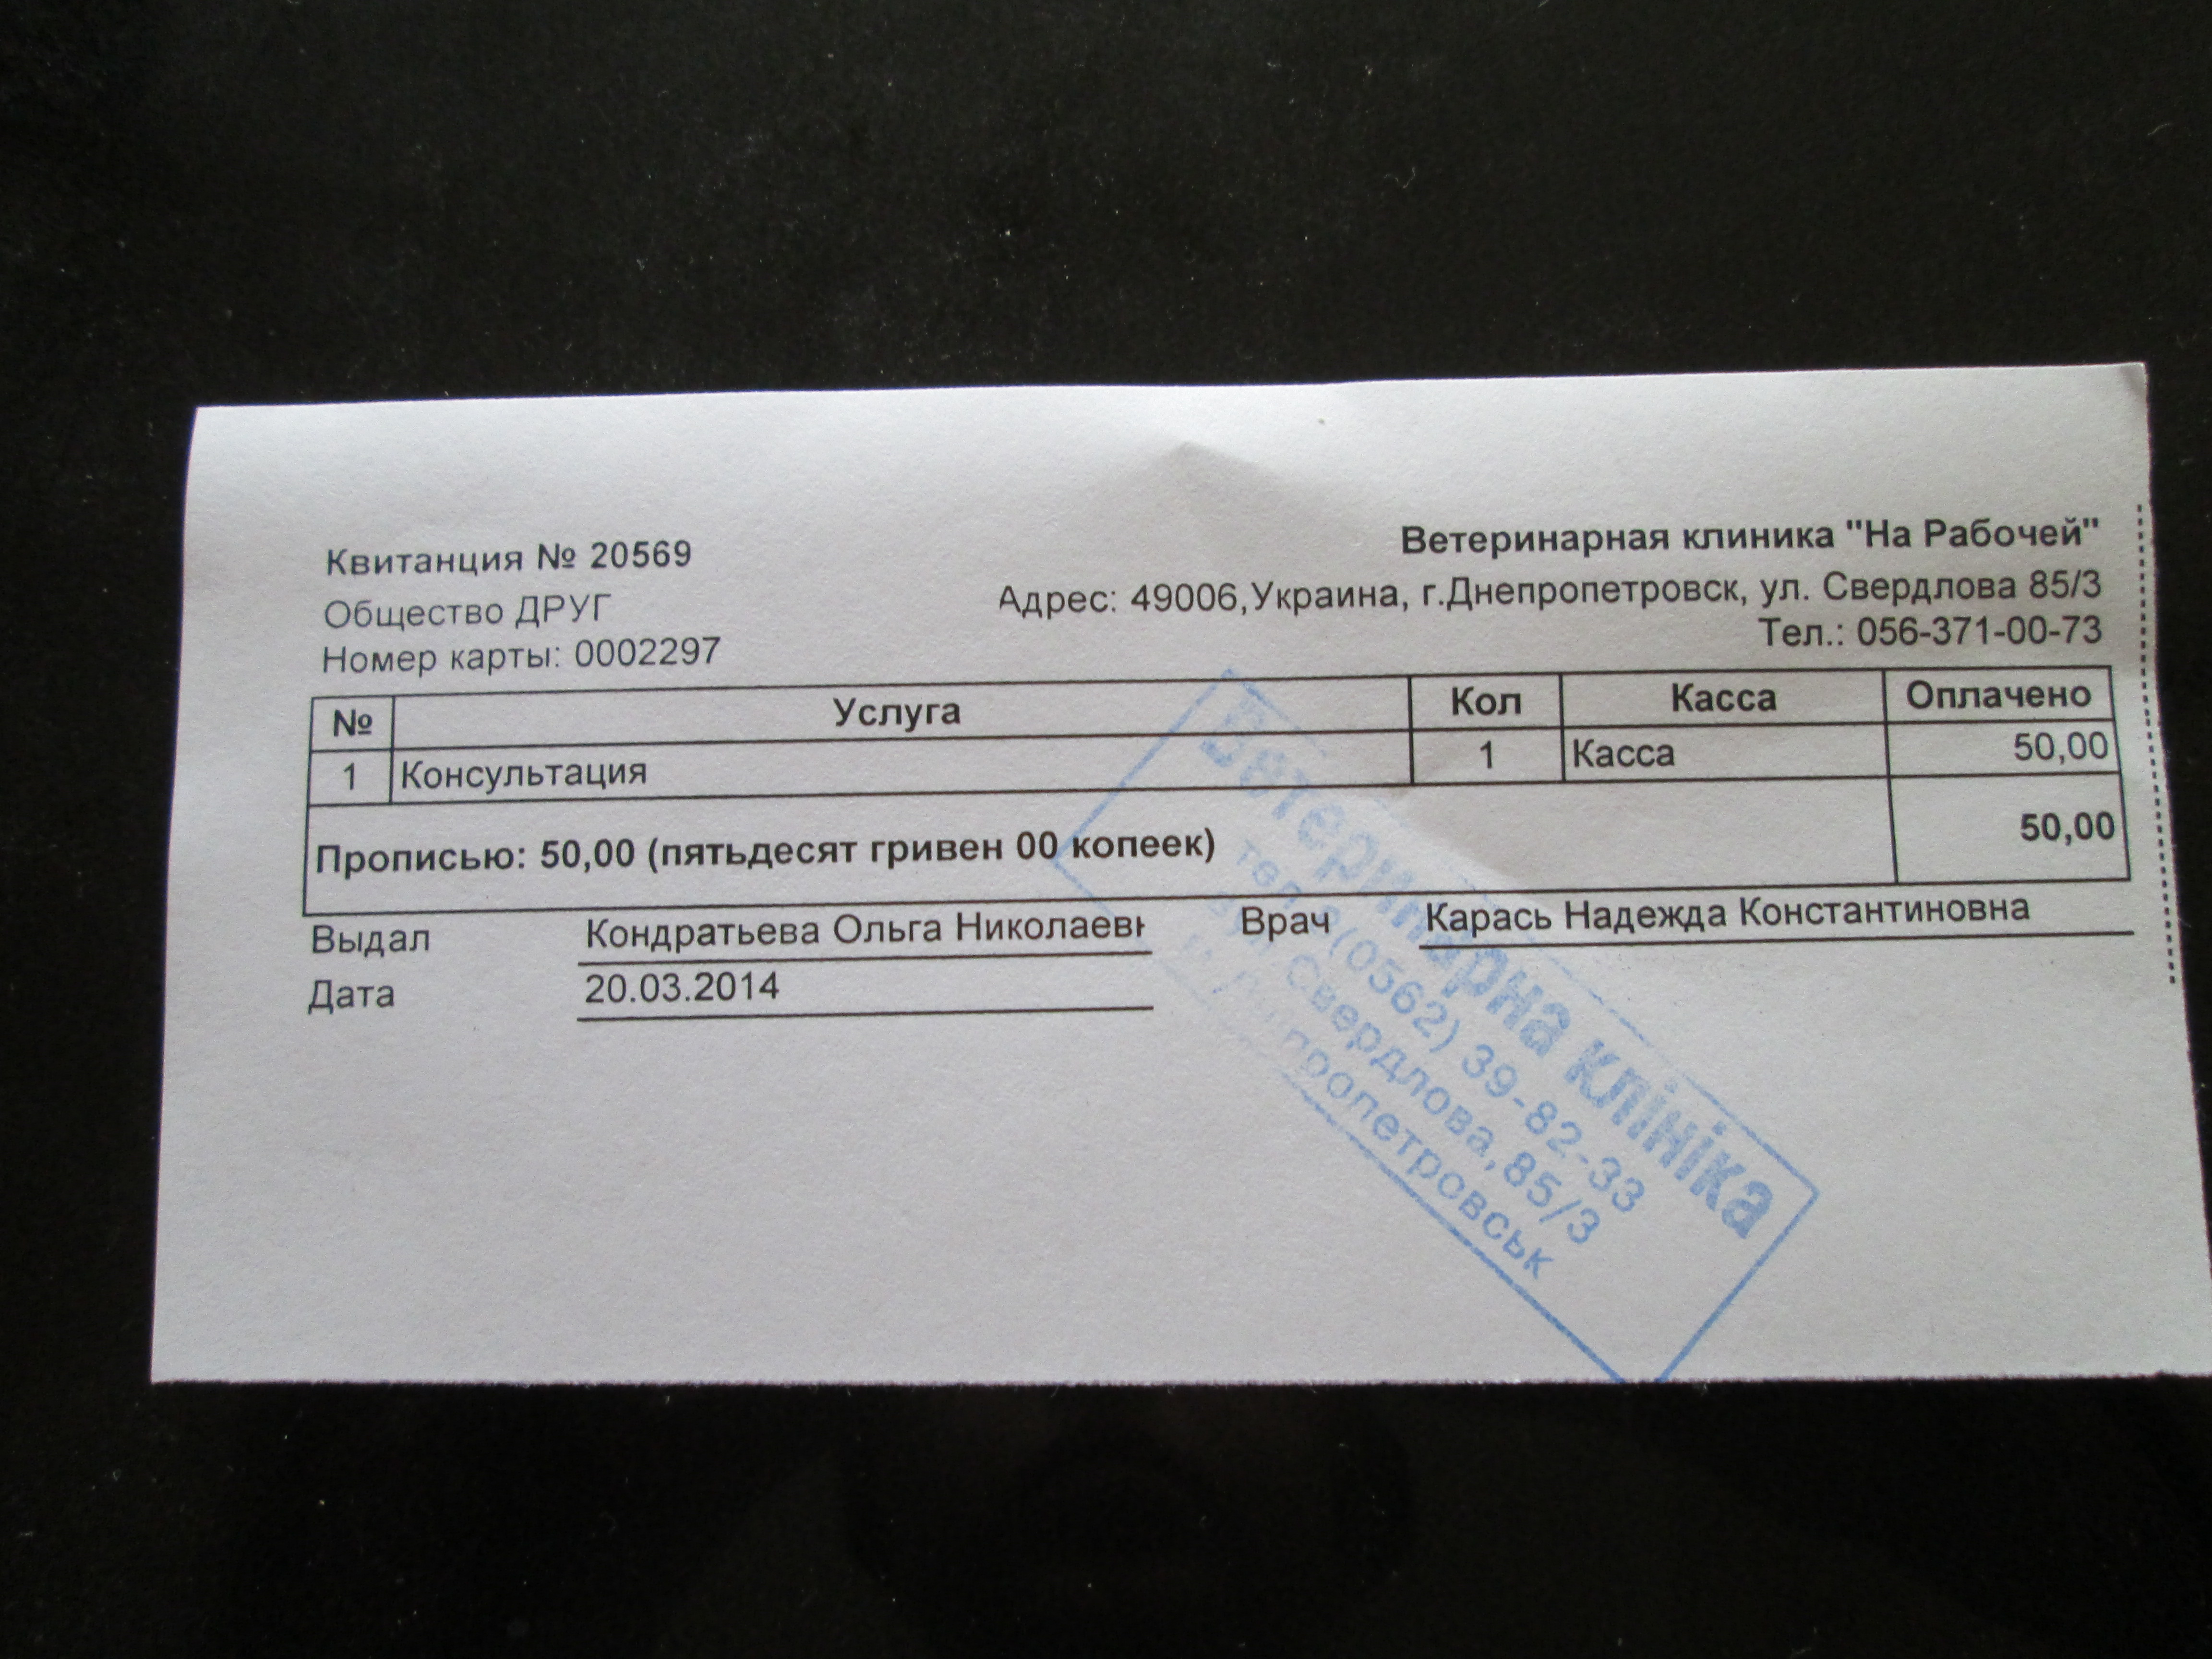 Квитанция № 20569
Общество ДРУГ
Номер карты: 0002297
Ветеринарная клиника "На Рабочей"
Адрес: 49006,Украина, г.Днепропетровск, ул. Свердлова 85/3
Тел.: 056-371-00-73
№ Услуга Кол Касса Оплачено
1 Консультация 1 Касса 50,00
Прописью: 50,00 (пятьдесят гривен 00 копеек) 50,00
Выдал Кондратьева Ольга Николаевн Врач Карась Надежда Константиновна
Дата 20.03.2014
Ветеринарна клініка
тел. (0562) 39-82-33
Свердлова, 85/3